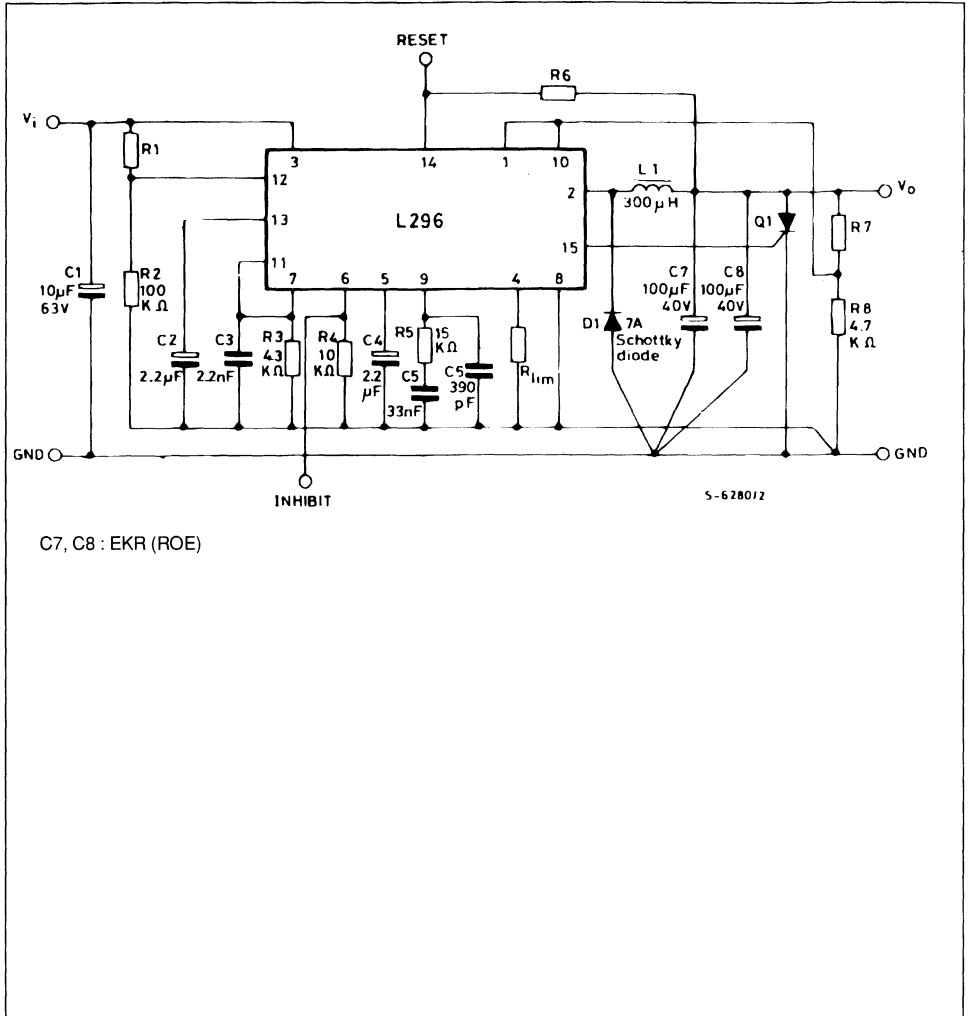 RESET
R6
Vi
R1
3
14
1
10
12
13
11
L296
2
15
L1
300µH
Vo
Q1
R7
C1
10µF
63V
R2
100
KΩ
7
6
5
9
4
8
C7
100µF
40V
C8
100µF
40V
R8
4.7
KΩ
C2
2.2µF
C3
2.2nF
R3
4.3
KΩ
R4
10
KΩ
C4
2.2
µF
R5
15
KΩ
C5
33nF
C5
390
pF
Rlim
D1
7A
Schottky
diode
GND
GND
INHIBIT
S-6280/2
C7, C8 : EKR (ROE)